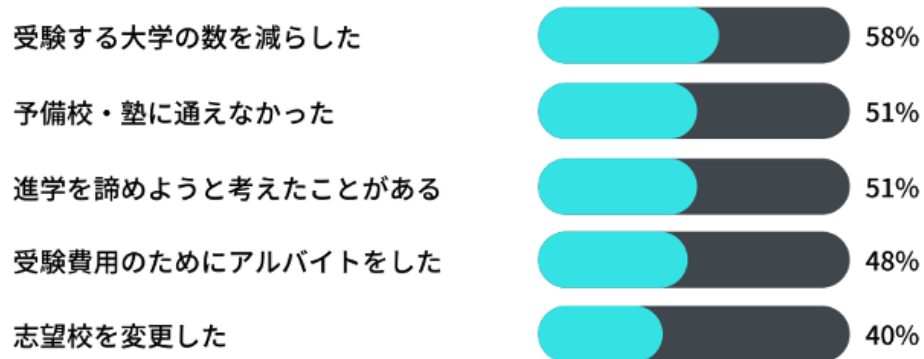 受験する大学の数を減らした 58%
予備校・塾に通えなかった 51%
進学を諦めようと考えたことがある 51%
受験費用のためにアルバイトをした 48%
志望校を変更した 40%